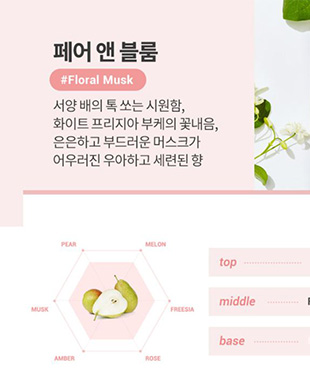 페어 앤 블룸
#Floral Musk
서양 배의 톡 쏘는 시원함,
화이트 프리지아 부케의 꽃내음,
은은하고 부드러운 머스크가
어우러진 우아하고 세련된 향
PEAR
MELON
MUSK
FREESIA
AMBER
ROSE
top
middle
base